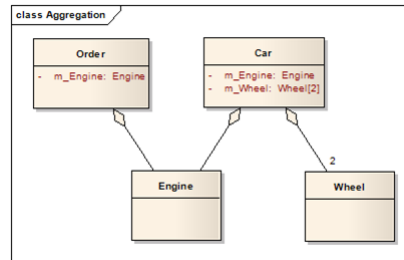 class Aggregation
Order
- m_Engine: Engine
Car
- m_Engine: Engine
- m_Wheel: Wheel[2]
Engine
2
Wheel